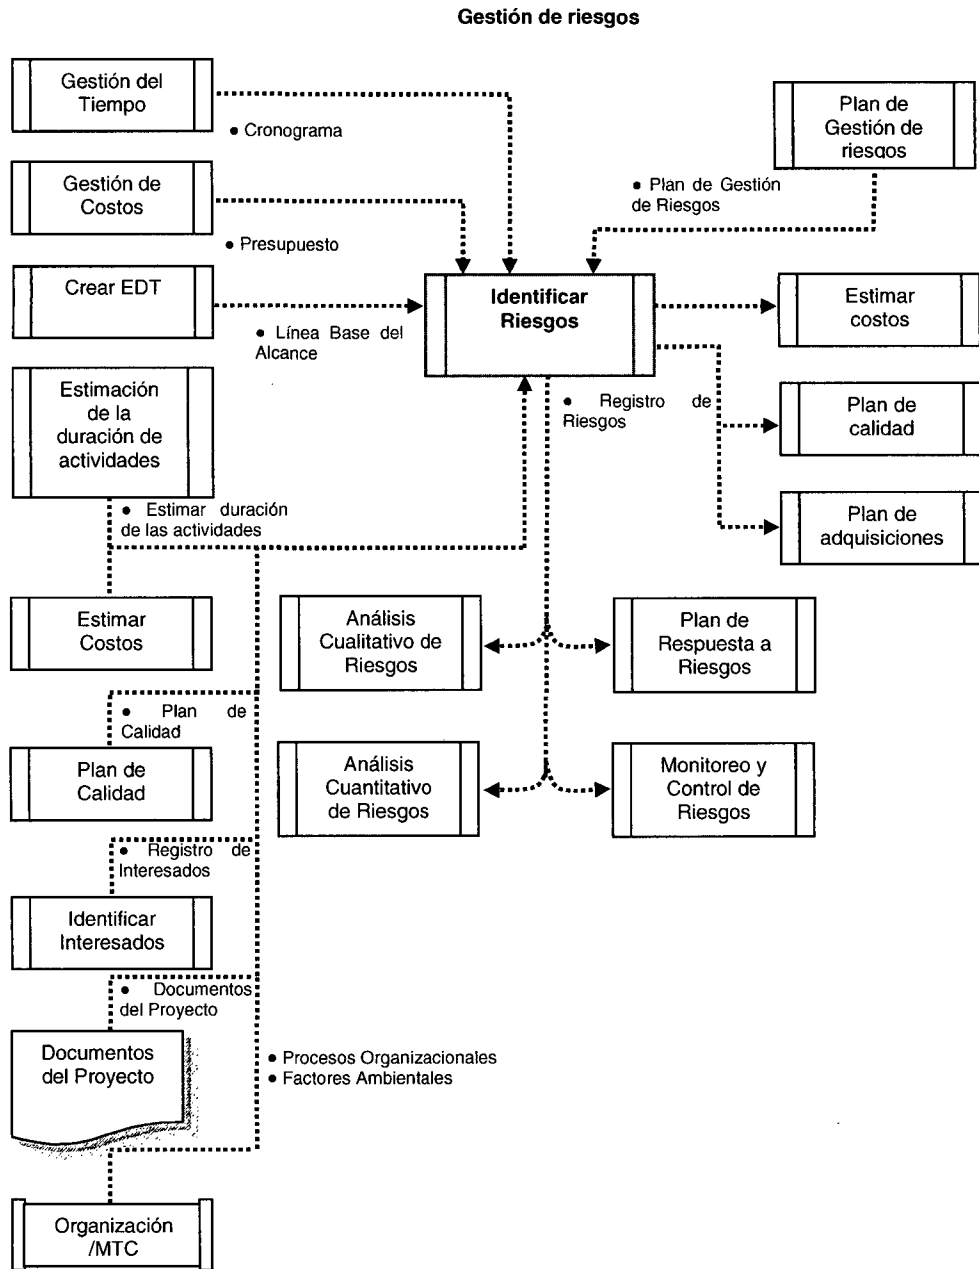 Gestión de riesgos
Gestión del
Tiempo
• Cronograma
Plan de
Gestión de
riesgos
• Plan de Gestión
de Riesgos
Gestión de
Costos
• Presupuesto
Crear EDT
• Línea Base del
Alcance
Identificar
Riesgos
Estimar
costos
Estimación
de la
duración de
actividades
• Registro de
Riesgos
Plan de
calidad
Plan de
adquisiciones
• Estimar duración
de las actividades
Estimar
Costos
Análisis
Cualitativo de
Riesgos
Plan de
Respuesta a
Riesgos
• Plan de
Calidad
Plan de
Calidad
Análisis
Cuantitativo
de Riesgos
Monitoreo y
Control de
Riesgos
• Registro de
Interesados
Identificar
Interesados
• Documentos
del Proyecto
Documentos
del Proyecto
• Procesos Organizacionales
• Factores Ambientales
Organización
/MTC